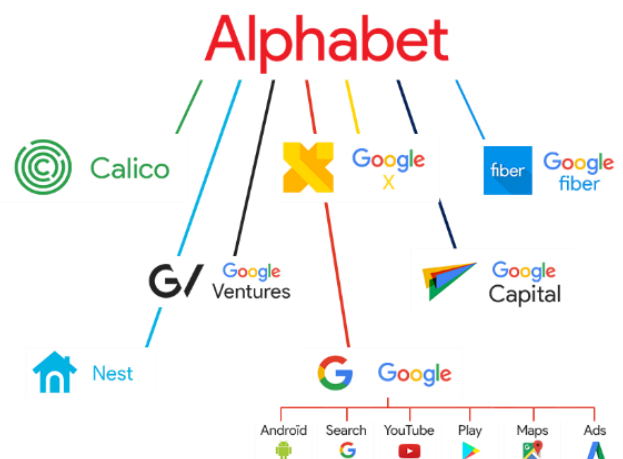 Alphabet
Calico
Google
X
fiber
Google
fiber
G/
Google
Ventures
Google
Capital
Nest
G
Google
Android
Search
YouTube
Play
Maps
Ads
G